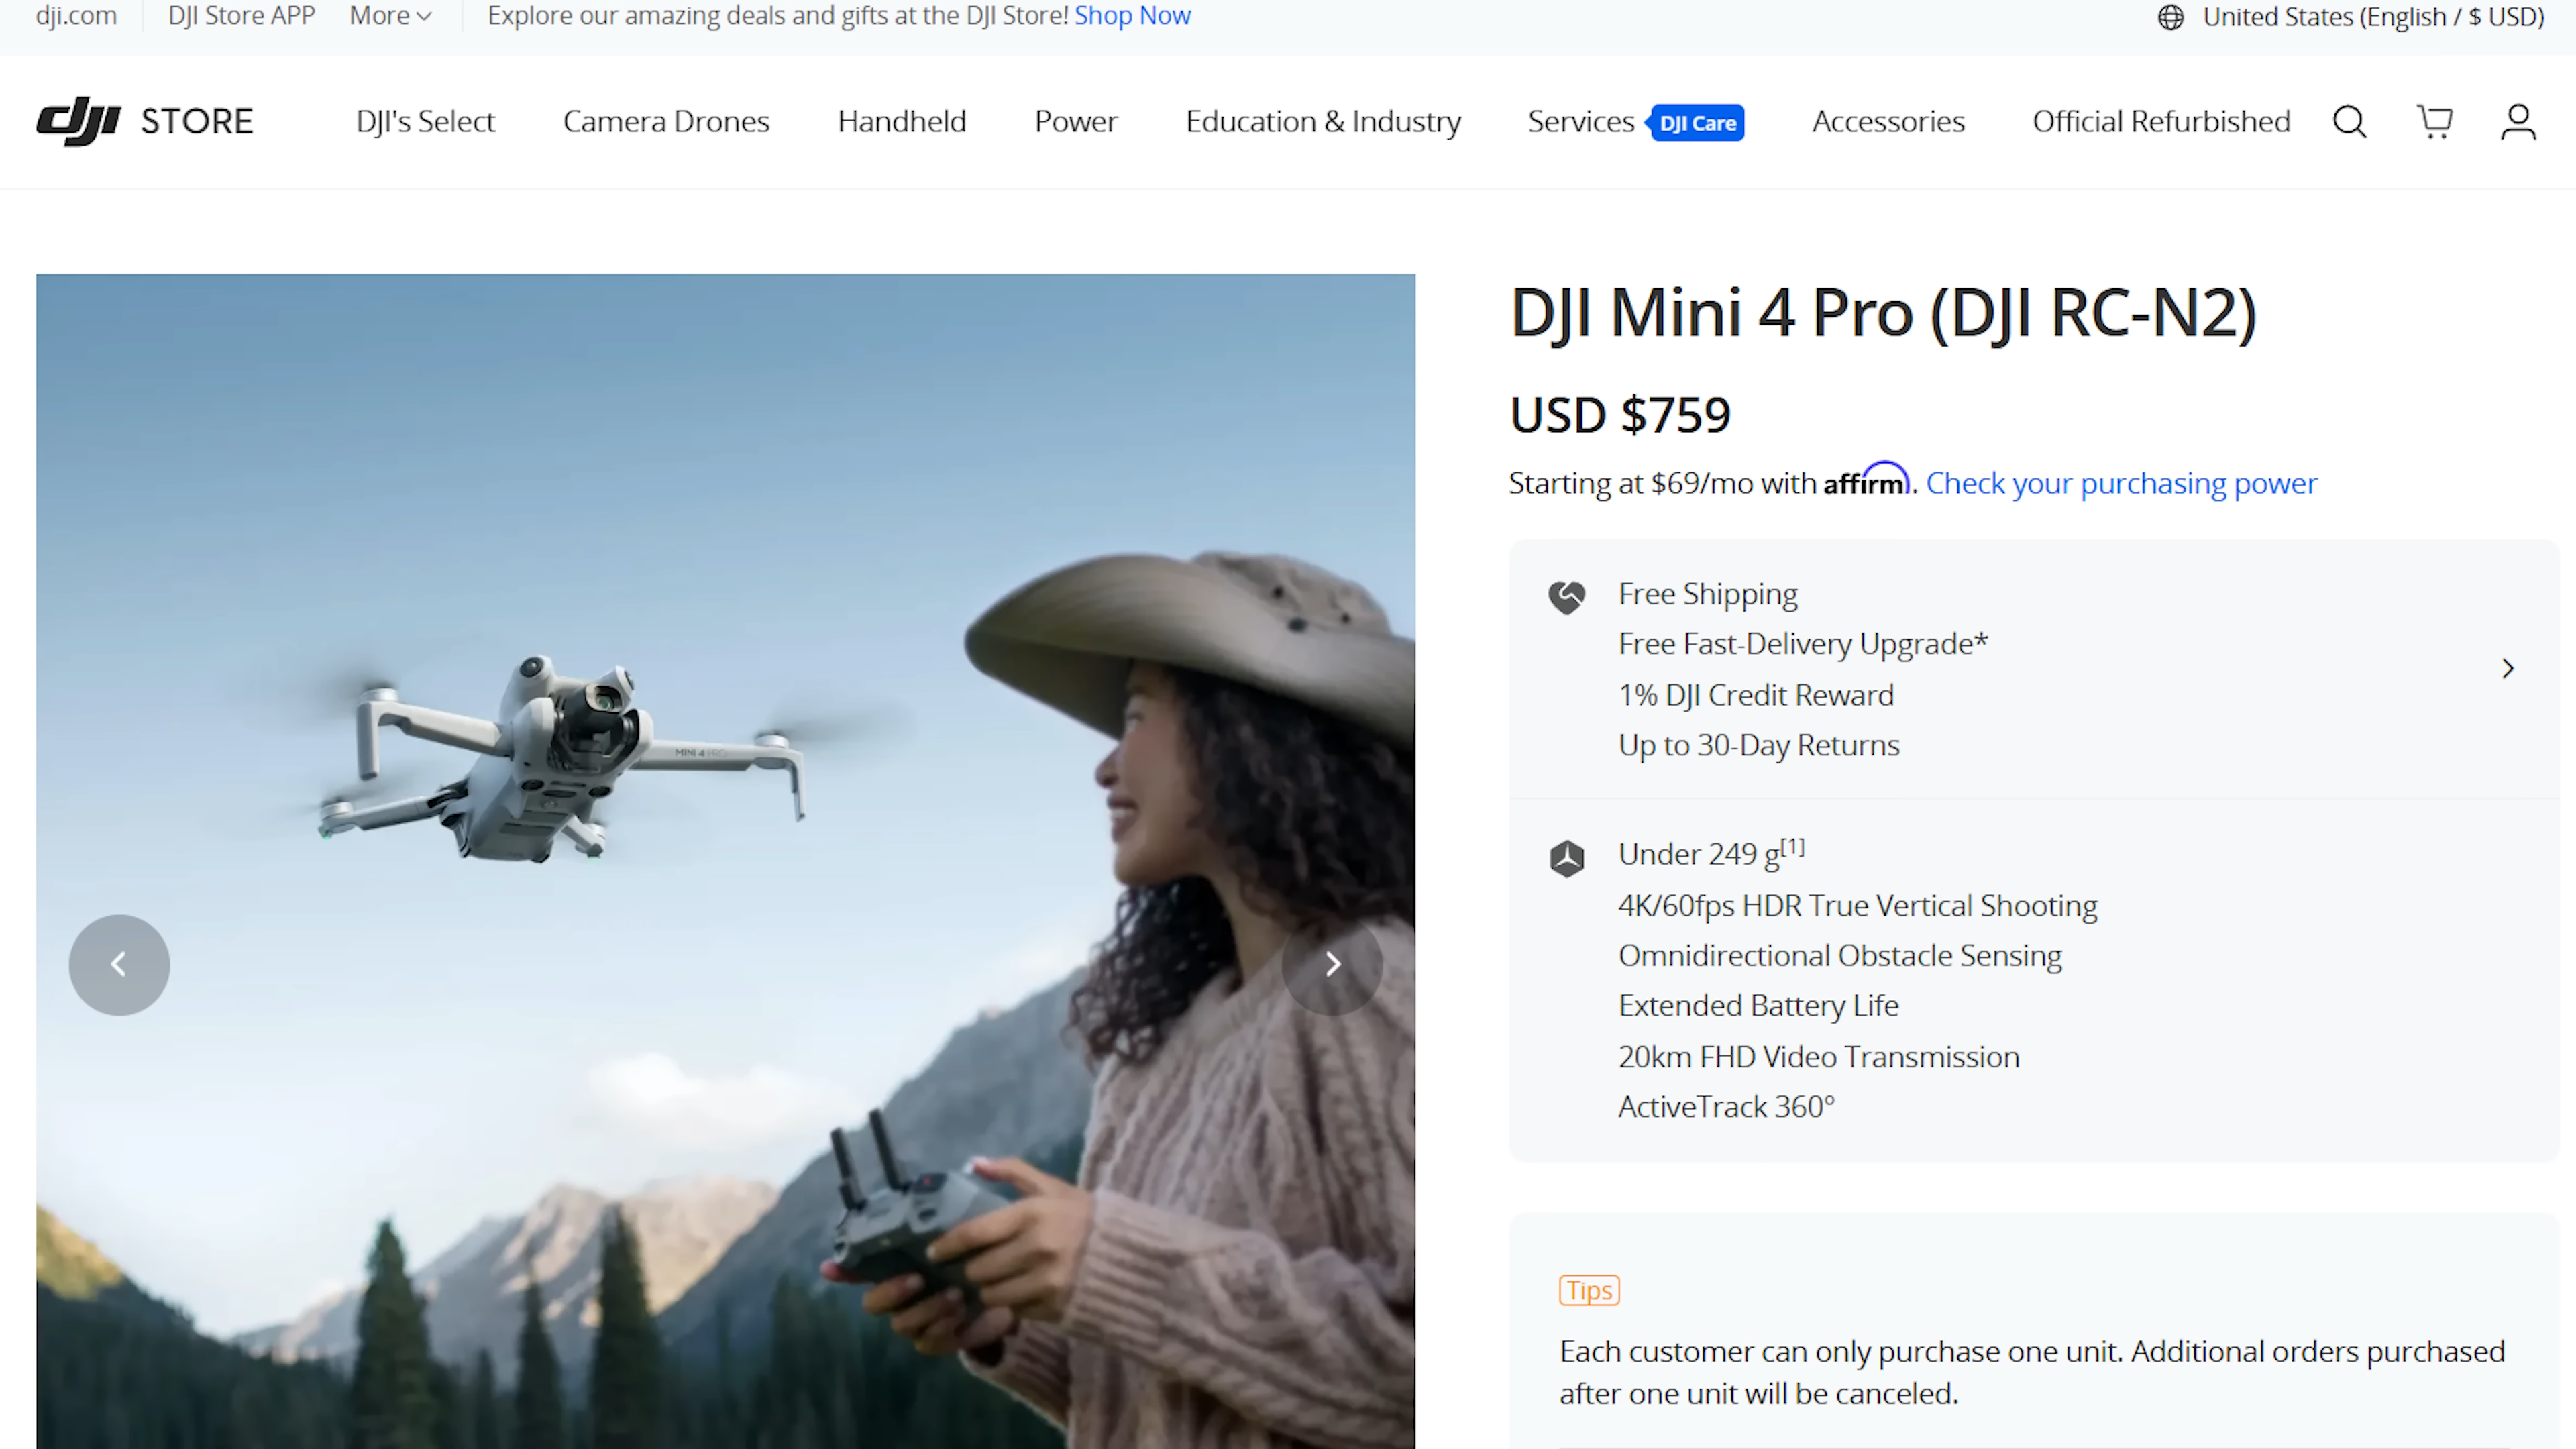 dji.com DJI Store APP More Explore our amazing deals and gifts at the DJI Store! Shop Now United States (English / $ USD)
dji STORE DJI's Select Camera Drones Handheld Power Education & Industry Services DJI Care Accessories Official Refurbished
DJI Mini 4 Pro (DJI RC-N2)
USD $759
Starting at $69/mo with affirm. Check your purchasing power
Free Shipping
Free Fast-Delivery Upgrade*
1% DJI Credit Reward
Up to 30-Day Returns
MINI 4 PRO
Under 249 g[1]
4K/60fps HDR True Vertical Shooting
Omnidirectional Obstacle Sensing
Extended Battery Life
20km FHD Video Transmission
ActiveTrack 360°
Tips
Each customer can only purchase one unit. Additional orders purchased
after one unit will be canceled.